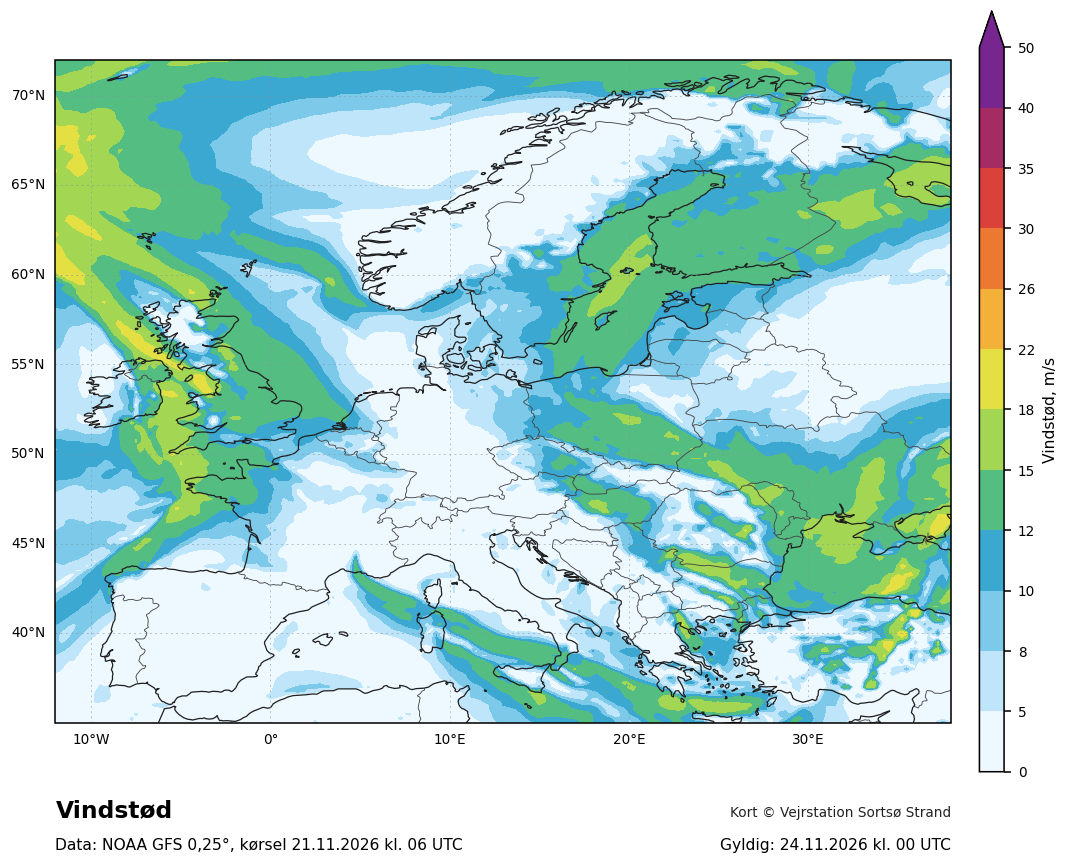 50
40
35
30
26
22
18
15
12
10
8
5
0
Vindstød, m/s
70°N
65°N
60°N
55°N
50°N
45°N
40°N
10°W
0°
10°E
20°E
30°E
Vindstød
Kort © Vejrstation Sortsø Strand
Data: NOAA GFS 0,25°, kørsel 21.11.2026 kl. 06 UTC
Gyldig: 24.11.2026 kl. 00 UTC